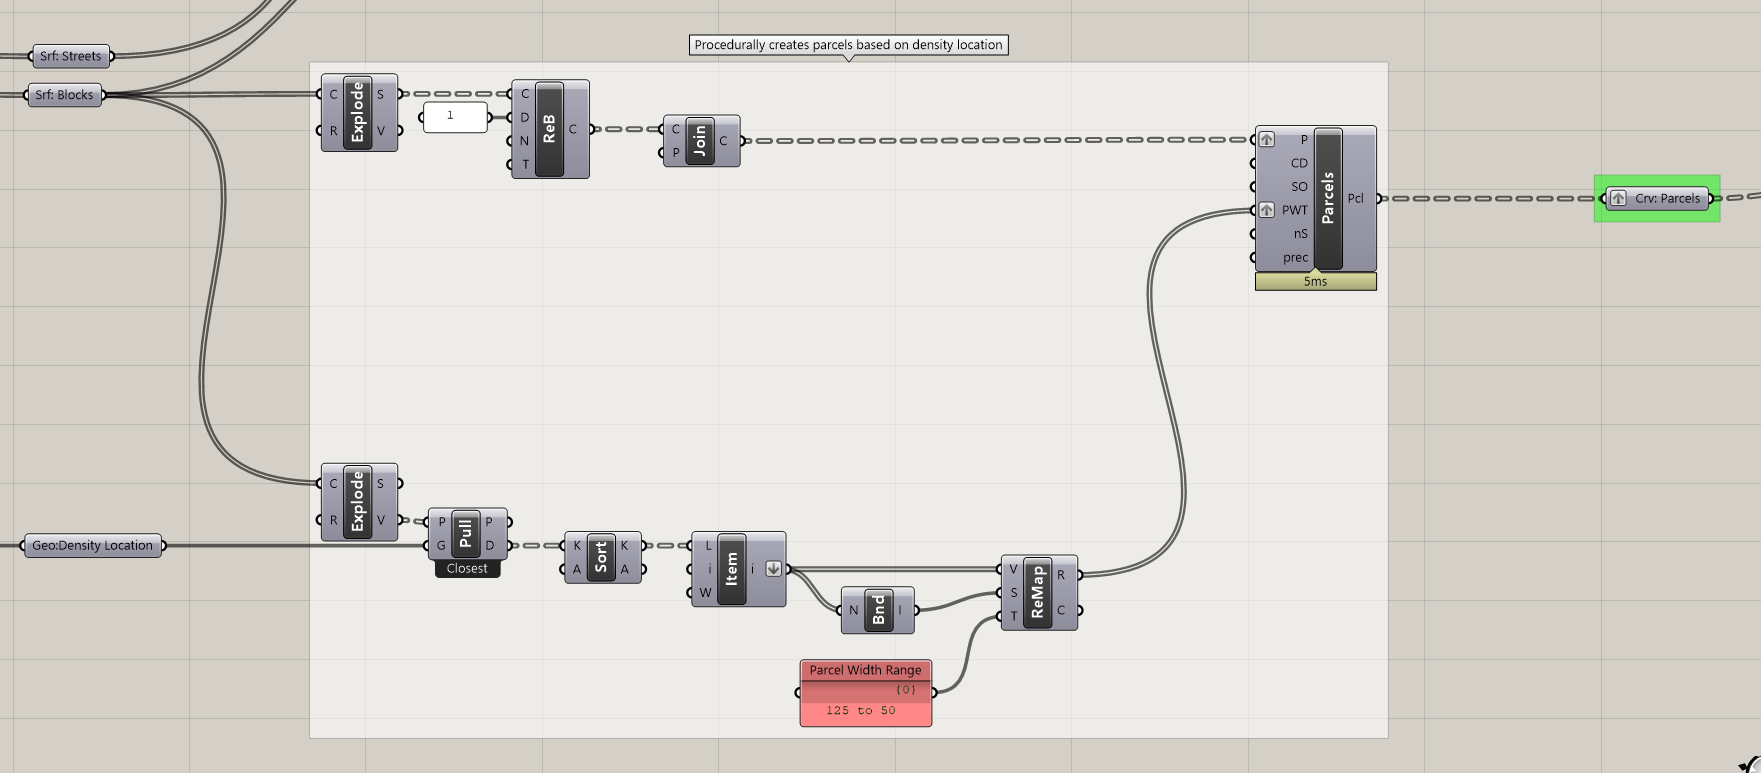 Procedurally creates parcels based on density location
Srf: Streets
Srf: Blocks
C
R
Explode
S
V
1
C
D
N
T
ReB
C
C
P
Join
C
P
CD
SO
PWT
nS
prec
Parcels
Pcl
5ms
Crv: Parcels
C
R
Explode
S
V
Geo:Density Location
P
G
Pull
P
D
Closest
K
A
Sort
K
A
L
i
W
Item
i
N
Bnd
I
V
S
T
ReMap
R
C
Parcel Width Range
{0}
125 to 50